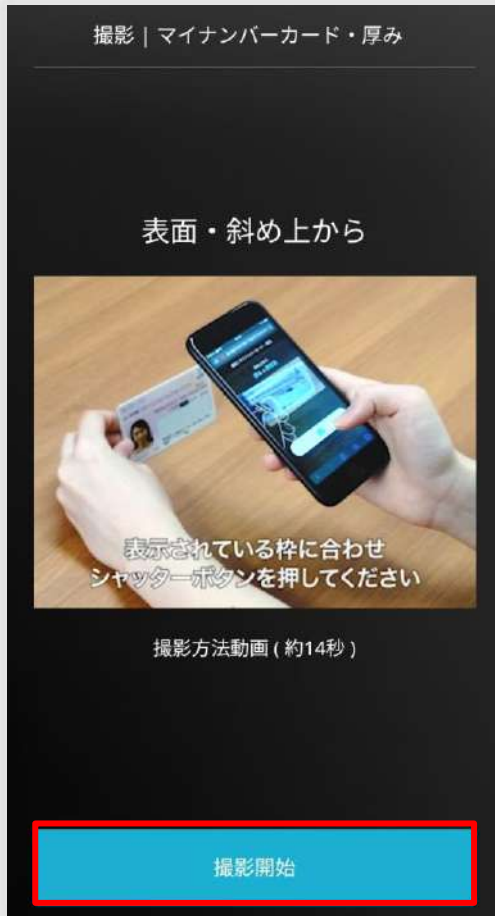 撮影 | マイナンバーカード・厚み
表面・斜め上から
表示されている枠に合わせ
シャッターボタンを押してください
撮影方法動画 ( 約14秒 )
撮影開始